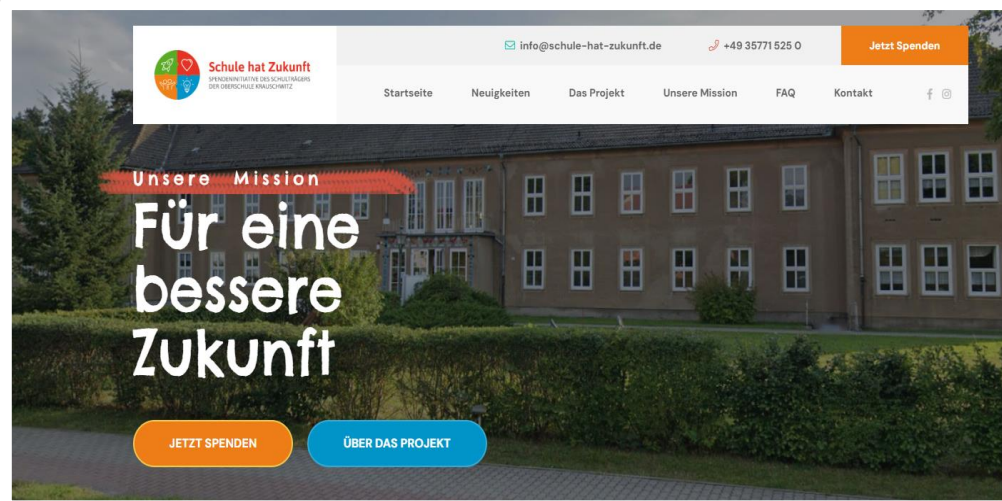 Schule hat Zukunft
SPENDENINITIATIVE DES SCHULTRÄGERS
DER OBERSCHULE KRAUSCHWITZ
info@schule-hat-zukunft.de
+49 35771 525 0
Jetzt Spenden
Startseite
Neuigkeiten
Das Projekt
Unsere Mission
FAQ
Kontakt
Unsere Mission
Für eine
bessere
Zukunft
JETZT SPENDEN
ÜBER DAS PROJEKT